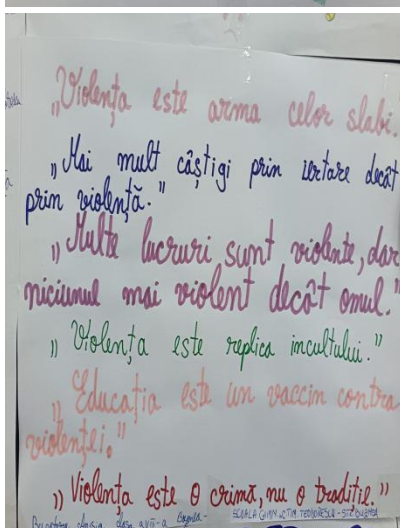 „Violența este arma celor slabi.
„Mai mult câștigi prin iertare decât
prin violență."
„Multe lucruri sunt violente, dar
niciunul mai violent decât omul."
„Violența este replica incultului."
„Educația este un vaccin contra
violenței."
„Violența este o crimă, nu o tradiție."
clasa a VIII-a